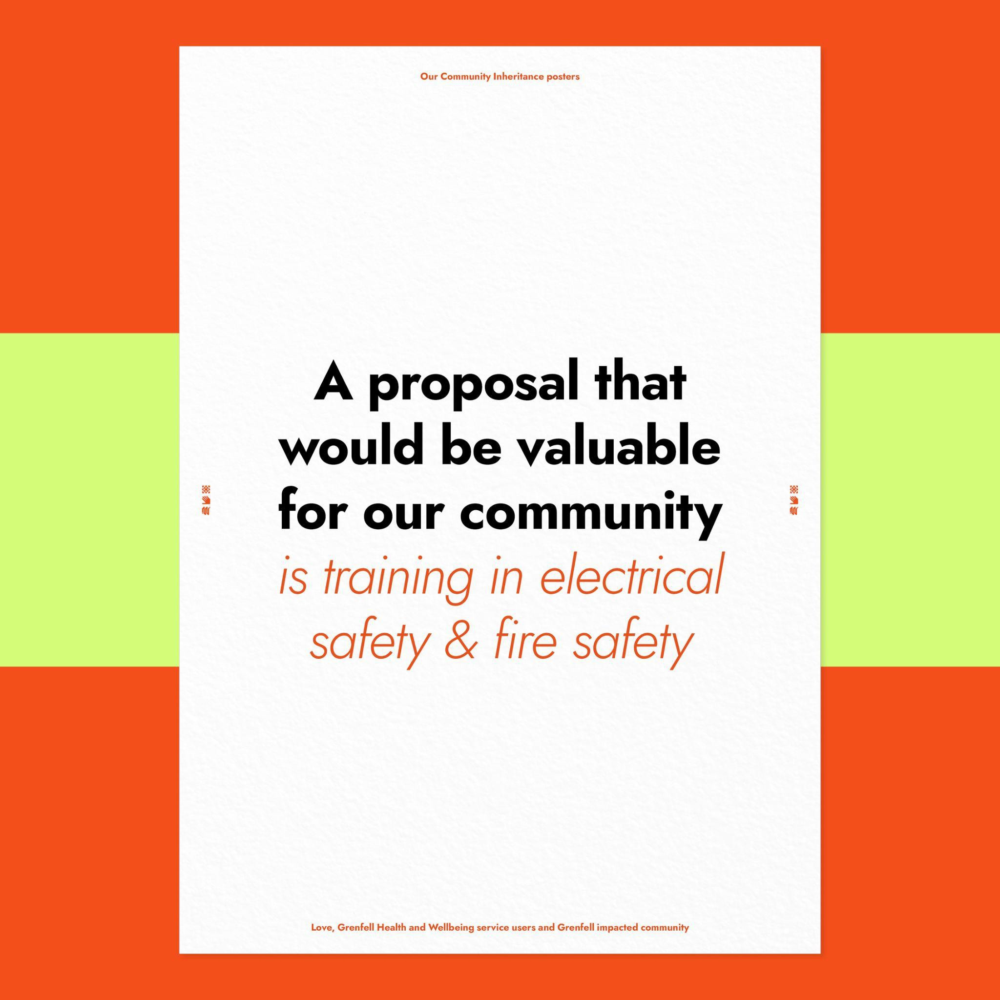 Our Community Inheritance posters
A proposal that
would be valuable
for our community
is training in electrical
safety & fire safety
Love, Grenfell Health and Wellbeing service users and Grenfell impacted community